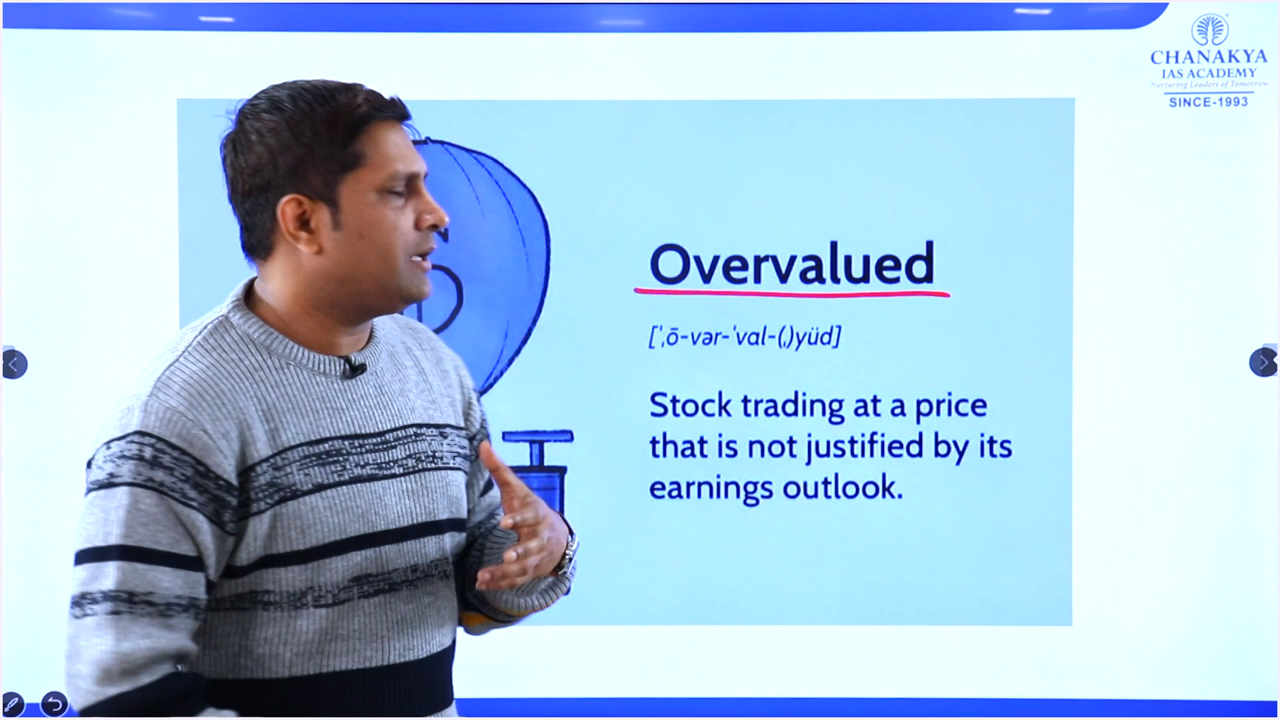 CHANAKYA
IAS ACADEMY
Nurturing Leaders of Tomorrow
SINCE-1993
Overvalued
[ˌō-vər-ˈval-(ˌ)yüd]
Stock trading at a price
that is not justified by its
earnings outlook.